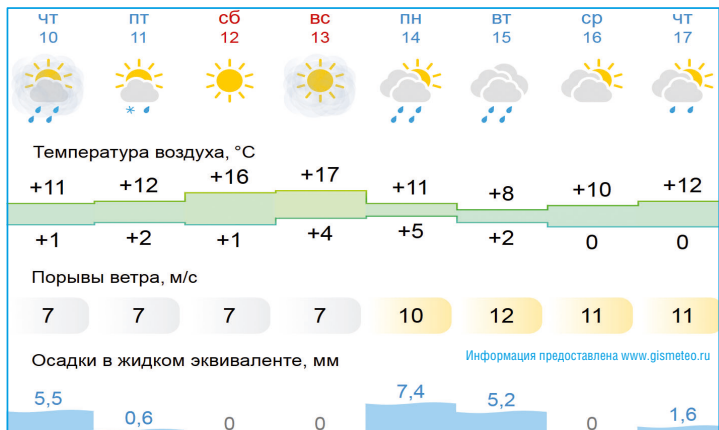 чт пт сб вс пн вт ср чт
10 11 12 13 14 15 16 17
Температура воздуха, °C
+11 +12 +16 +17 +11 +8 +10 +12
+1 +2 +1 +4 +5 +2 0 0
Порывы ветра, м/с
7 7 7 7 10 12 11 11
Осадки в жидком эквиваленте, мм Информация предоставлена www.gismeteo.ru
5,5 0,6 0 0 7,4 5,2 0 1,6